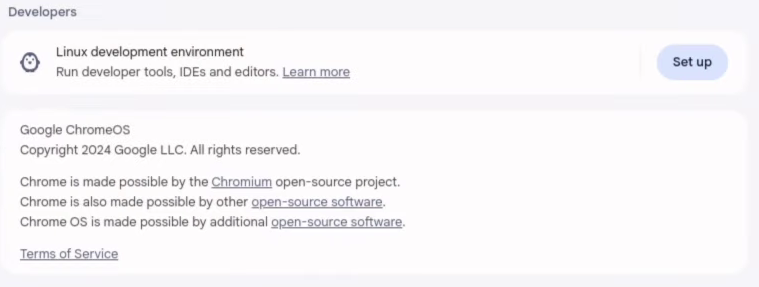 Developers
Linux development environment
Run developer tools, IDEs and editors. Learn more
Set up
Google ChromeOS
Copyright 2024 Google LLC. All rights reserved.
Chrome is made possible by the Chromium open-source project.
Chrome is also made possible by other open-source software.
Chrome OS is made possible by additional open-source software.
Terms of Service